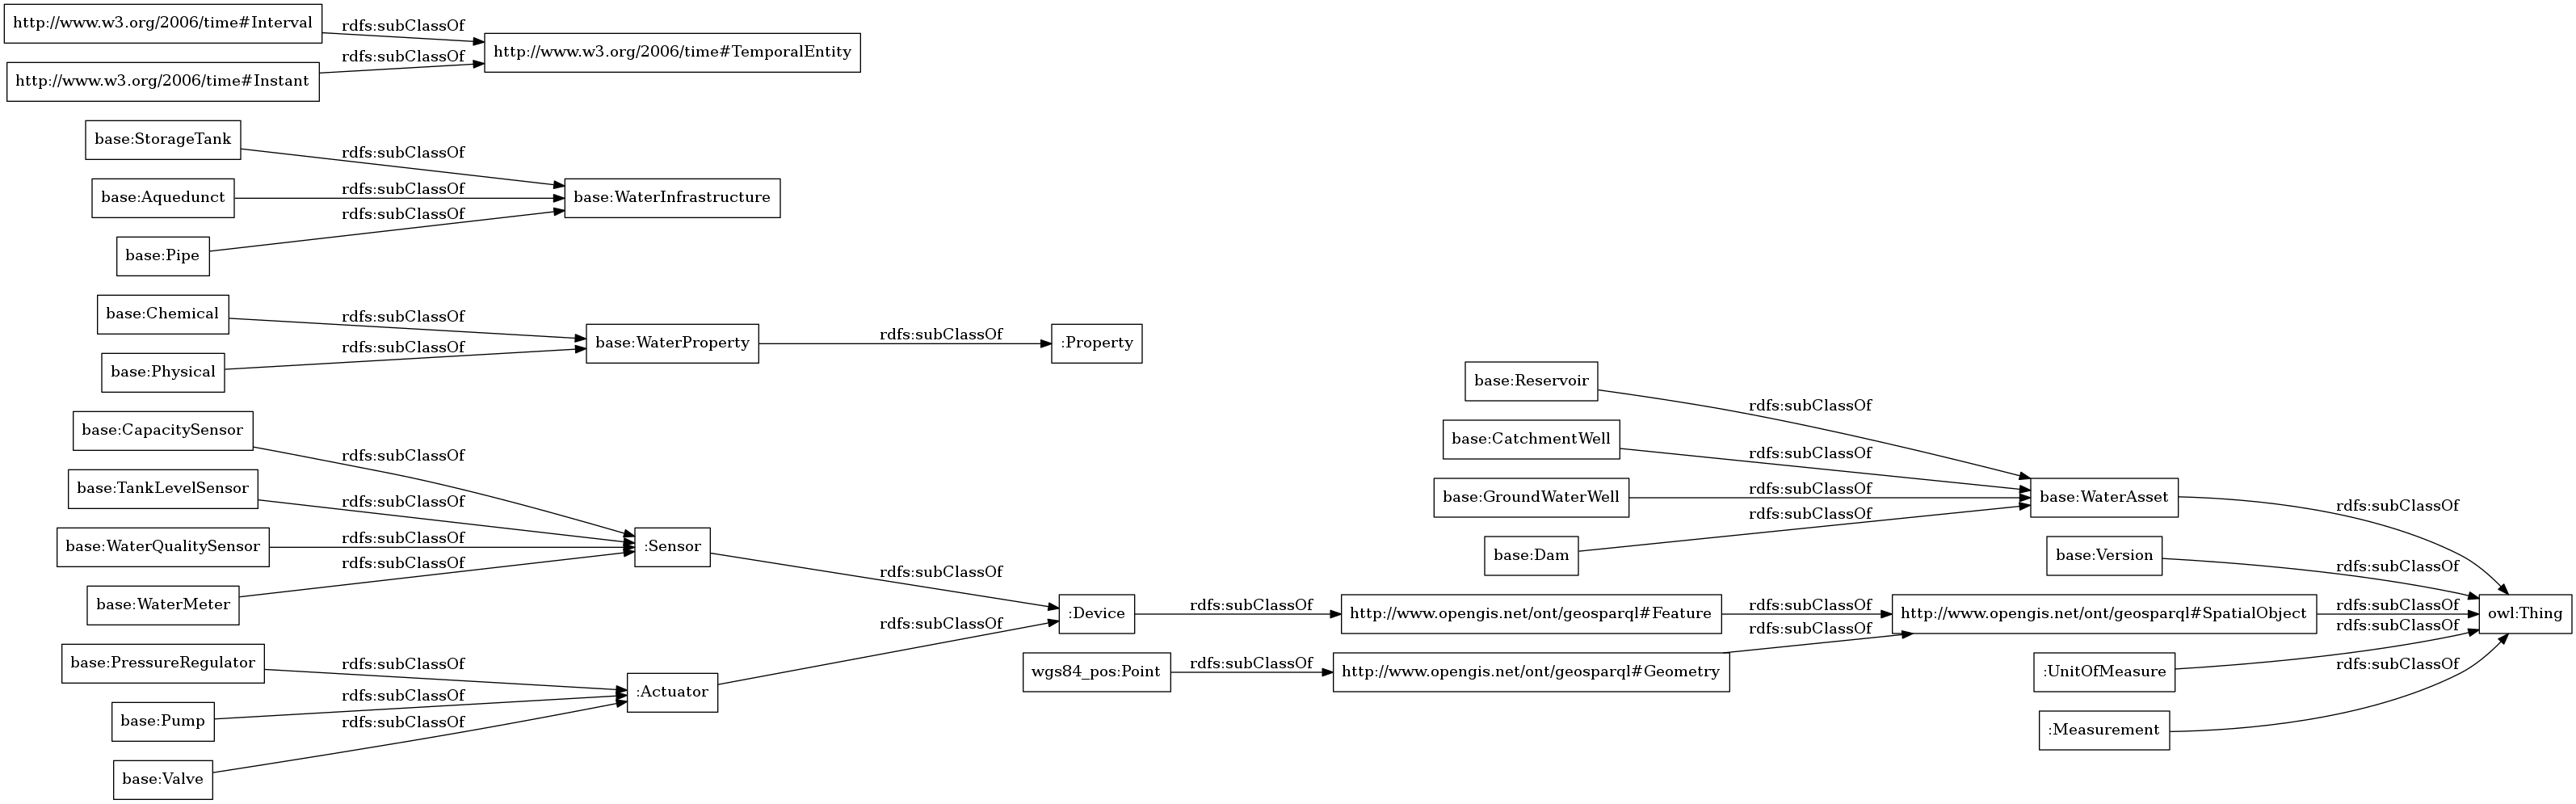 http://www.w3.org/2006/time#Interval
rdfs:subClassOf
http://www.w3.org/2006/time#TemporalEntity
http://www.w3.org/2006/time#Instant
rdfs:subClassOf
base:StorageTank
rdfs:subClassOf
base:Aquedunct
rdfs:subClassOf
base:WaterInfrastructure
base:Pipe
rdfs:subClassOf
base:Chemical
rdfs:subClassOf
base:WaterProperty
rdfs:subClassOf
:Property
base:Physical
rdfs:subClassOf
base:CapacitySensor
rdfs:subClassOf
base:TankLevelSensor
rdfs:subClassOf
base:WaterQualitySensor
rdfs:subClassOf
:Sensor
base:WaterMeter
rdfs:subClassOf
rdfs:subClassOf
base:PressureRegulator
rdfs:subClassOf
base:Pump
rdfs:subClassOf
:Actuator
base:Valve
rdfs:subClassOf
rdfs:subClassOf
:Device
rdfs:subClassOf
http://www.opengis.net/ont/geosparql#Feature
rdfs:subClassOf
wgs84_pos:Point
rdfs:subClassOf
http://www.opengis.net/ont/geosparql#Geometry
rdfs:subClassOf
base:Reservoir
rdfs:subClassOf
base:CatchmentWell
rdfs:subClassOf
base:GroundWaterWell
rdfs:subClassOf
base:Dam
rdfs:subClassOf
base:WaterAsset
rdfs:subClassOf
base:Version
rdfs:subClassOf
http://www.opengis.net/ont/geosparql#SpatialObject
rdfs:subClassOf
owl:Thing
:UnitOfMeasure
rdfs:subClassOf
:Measurement
rdfs:subClassOf